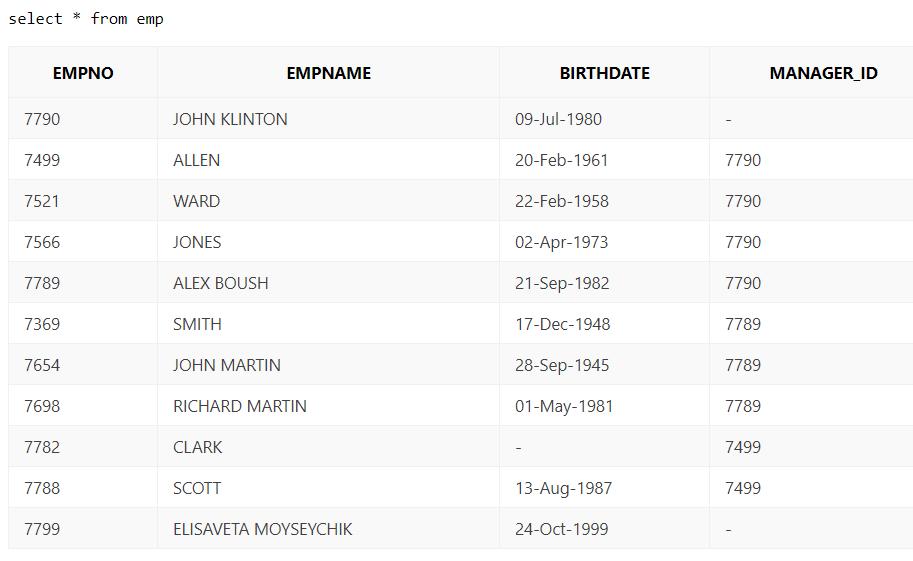 select * from emp
EMPNO EMPNAME BIRTHDATE MANAGER_ID
7790 JOHN KLINTON 09-Jul-1980 -
7499 ALLEN 20-Feb-1961 7790
7521 WARD 22-Feb-1958 7790
7566 JONES 02-Apr-1973 7790
7789 ALEX BOUSH 21-Sep-1982 7790
7369 SMITH 17-Dec-1948 7789
7654 JOHN MARTIN 28-Sep-1945 7789
7698 RICHARD MARTIN 01-May-1981 7789
7782 CLARK - 7499
7788 SCOTT 13-Aug-1987 7499
7799 ELISAVETA MOYSEYCHIK 24-Oct-1999 -